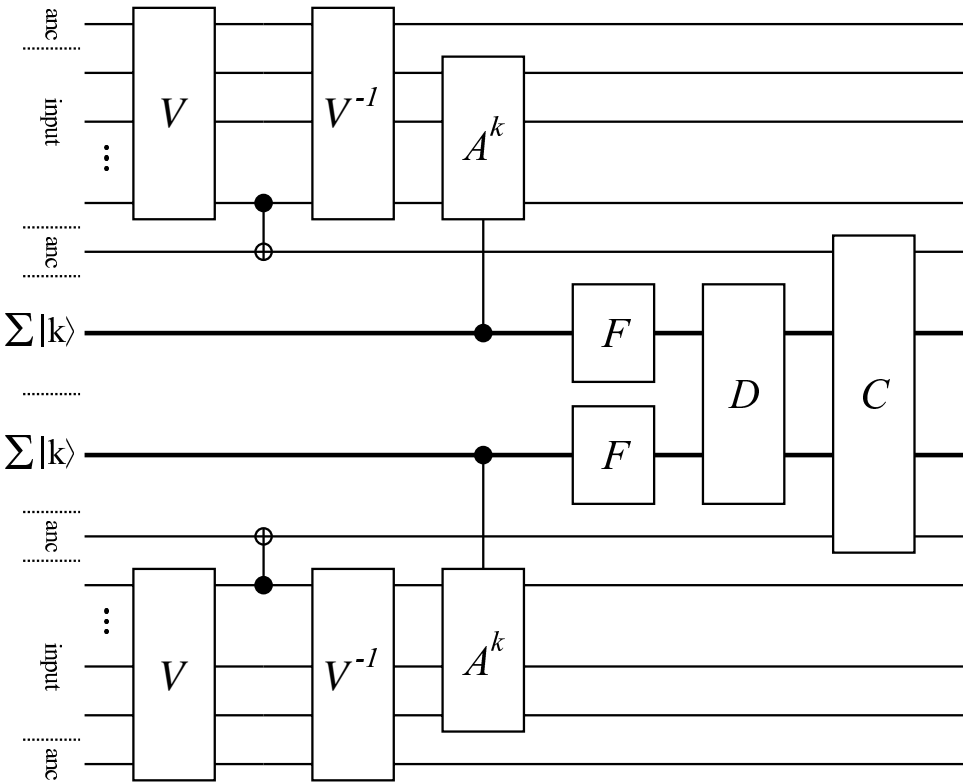 anc
V V⁻¹
input
Aᵏ
⋮
anc
Σ|k⟩
F
D C
Σ|k⟩
F
anc
⋮
V V⁻¹ Aᵏ
input
anc